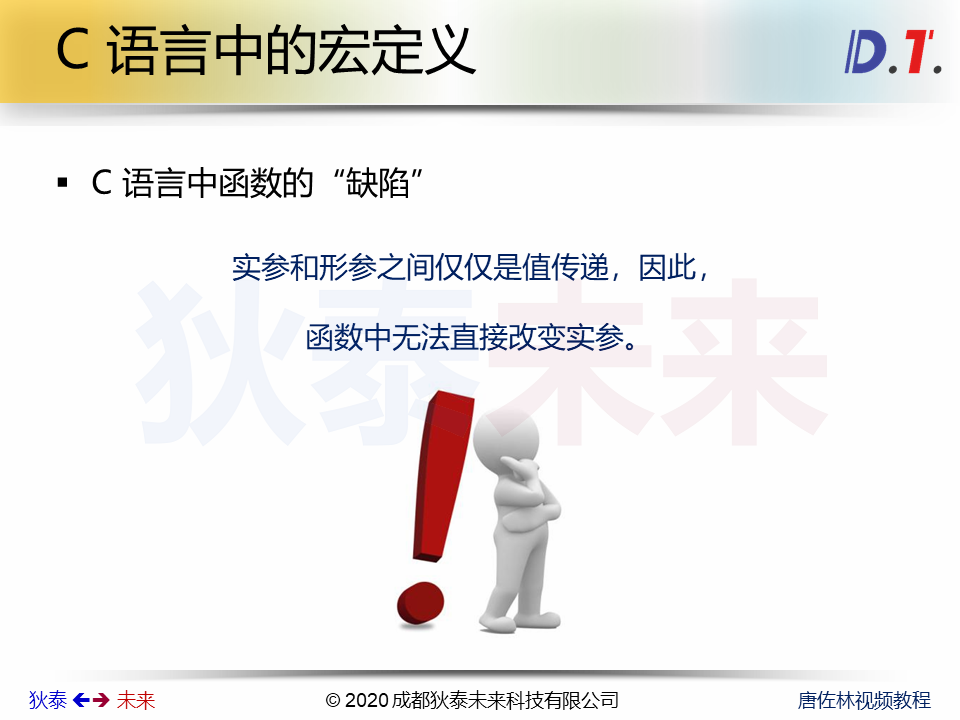 C 语言中的宏定义
D.T.
▪ C 语言中函数的“缺陷”
实参和形参之间仅仅是值传递，因此，
函数中无法直接改变实参。
狄泰未来
狄泰 🡸🡺 未来
© 2020 成都狄泰未来科技有限公司
唐佐林视频教程